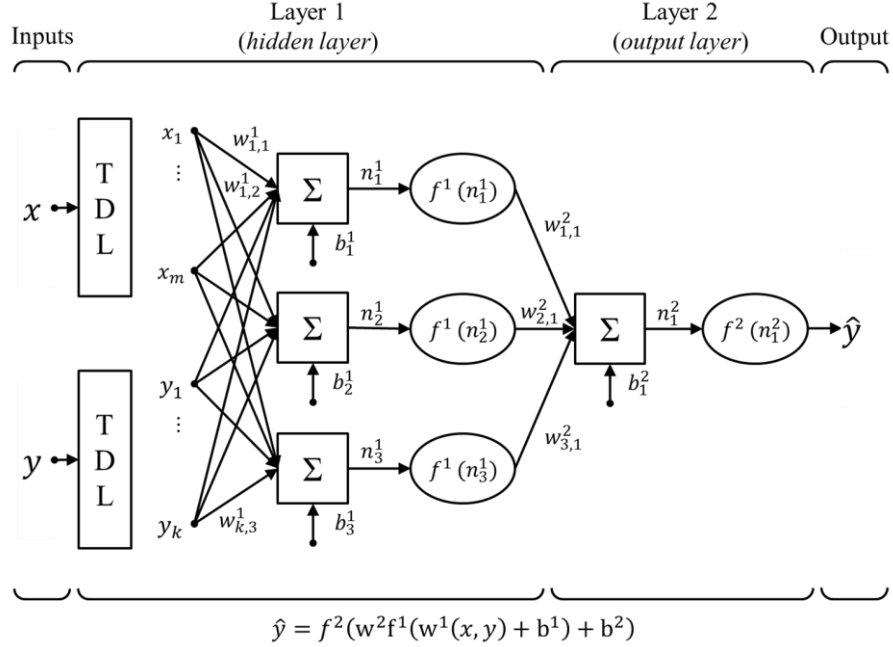 Inputs
Layer 1
(hidden layer)
Layer 2
(output layer)
Output
x
T
D
L
y
T
D
L
x₁
⋮
xₘ
y₁
⋮
yₖ
w¹₁,₁
w¹₁,₂
w¹ₖ,₃
Σ
n¹₁
f¹ (n¹₁)
b¹₁
Σ
n¹₂
f¹ (n¹₂)
b¹₂
Σ
n¹₃
f¹ (n¹₃)
b¹₃
w²₁,₁
w²₂,₁
w²₃,₁
Σ
n²₁
f² (n²₁)
b²₁
ŷ
ŷ = f²(w²f¹(w¹(x, y) + b¹) + b²)